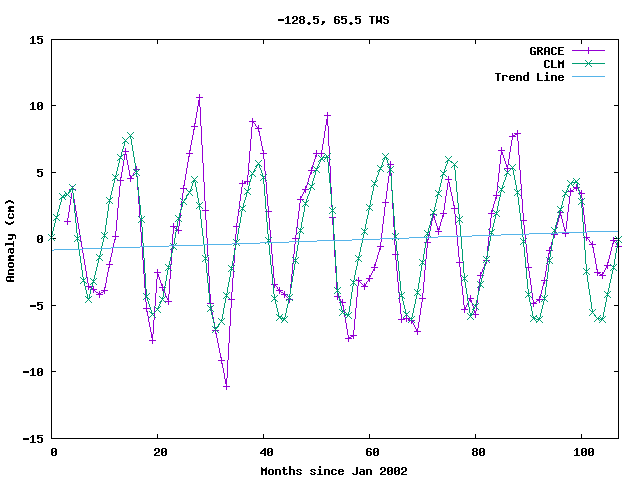 -128.5, 65.5 TWS
GRACE
CLM
Trend Line
15
10
5
0
-5
-10
-15
Anomaly (cm)
0 20 40 60 80 100
Months since Jan 2002